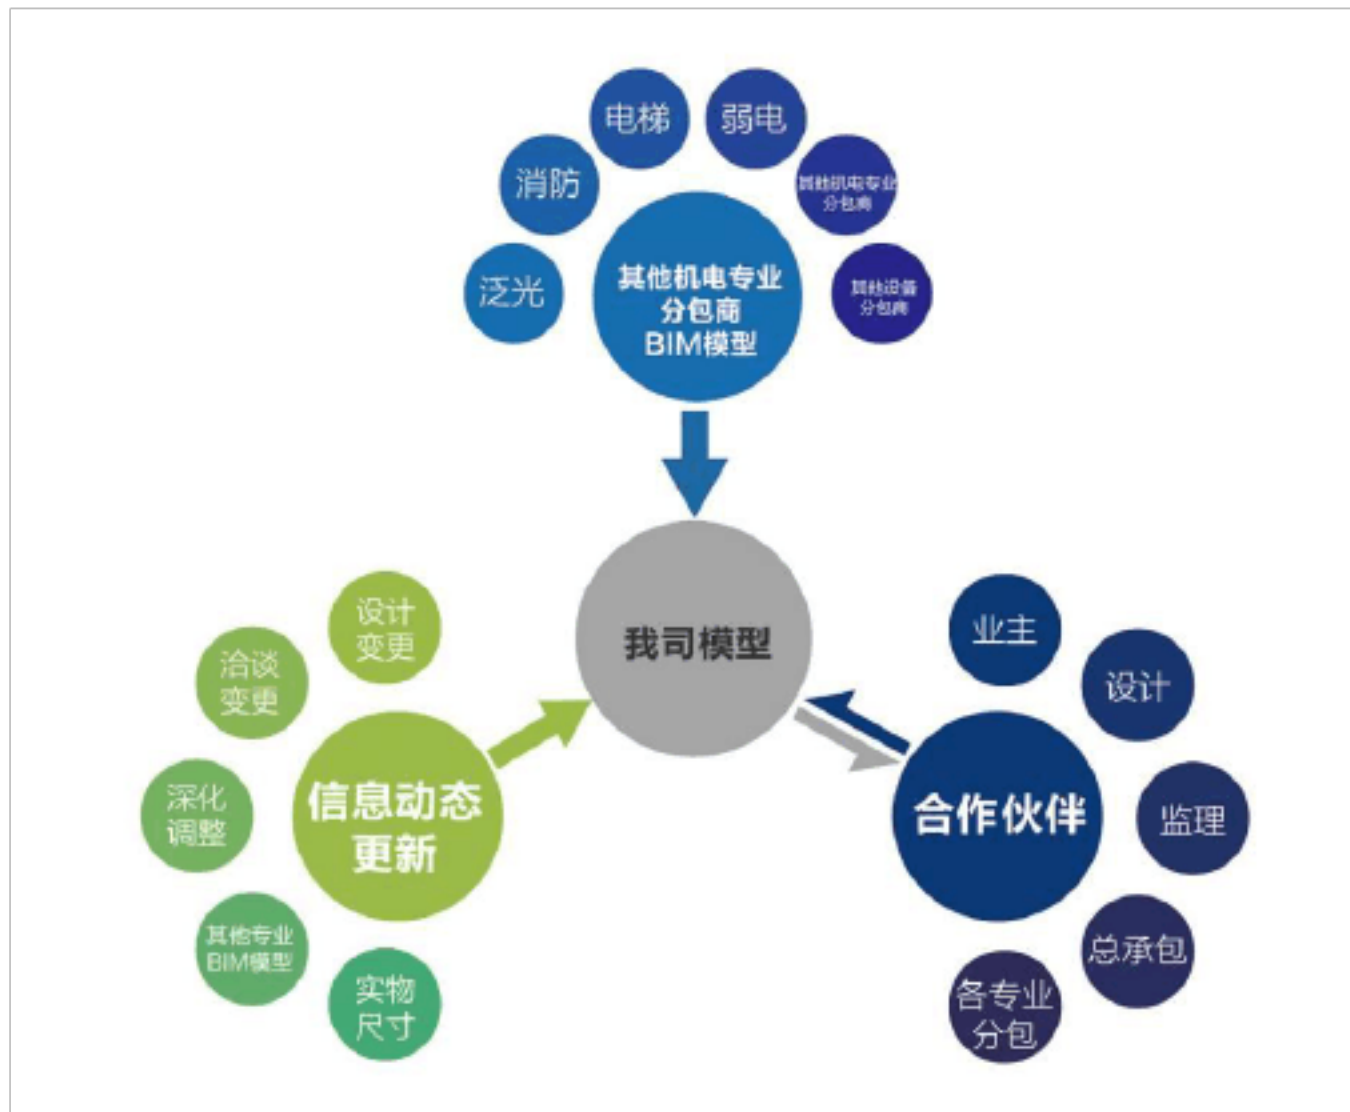 电梯
弱电
消防
其他机电专业
分包商
泛光
其他机电专业
分包商
BIM模型
其他设备
分包商
我司模型
设计
变更
洽谈
变更
深化
调整
信息动态
更新
其他专业
BIM模型
实物
尺寸
业主
设计
合作伙伴
监理
总承包
各专业
分包